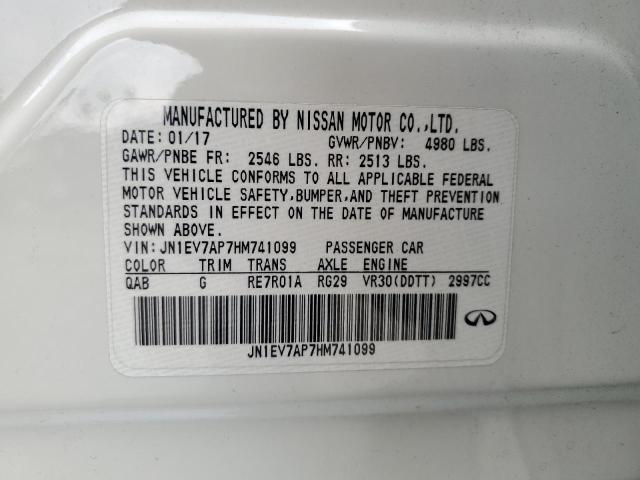 MANUFACTURED BY NISSAN MOTOR CO.,LTD.
DATE: 01/17 GVWR/PNBV: 4980 LBS.
GAWR/PNBE FR: 2546 LBS. RR: 2513 LBS.
THIS VEHICLE CONFORMS TO ALL APPLICABLE FEDERAL
MOTOR VEHICLE SAFETY,BUMPER,AND THEFT PREVENTION
STANDARDS IN EFFECT ON THE DATE OF MANUFACTURE
SHOWN ABOVE.
VIN: JN1EV7AP7HM741099 PASSENGER CAR
COLOR TRIM TRANS AXLE ENGINE
QAB G RE7R01A RG29 VR30(DDTT) 2997CC
JN1EV7AP7HM741099